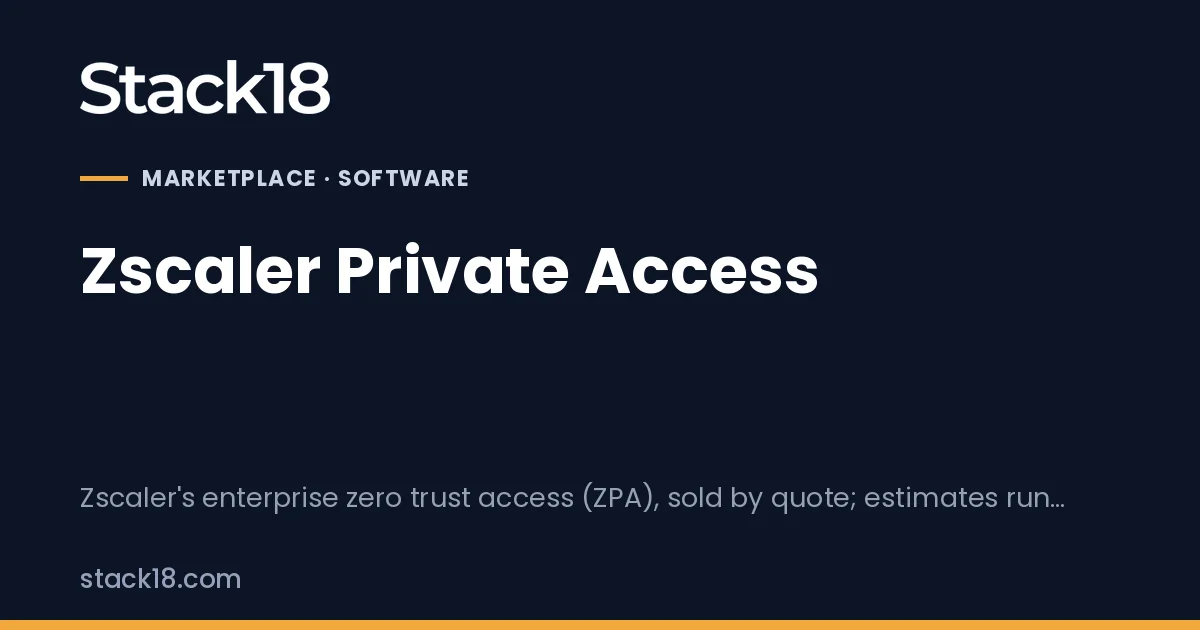 Stack18
MARKETPLACE · SOFTWARE
Zscaler Private Access
Zscaler's enterprise zero trust access (ZPA), sold by quote; estimates run…
stack18.com